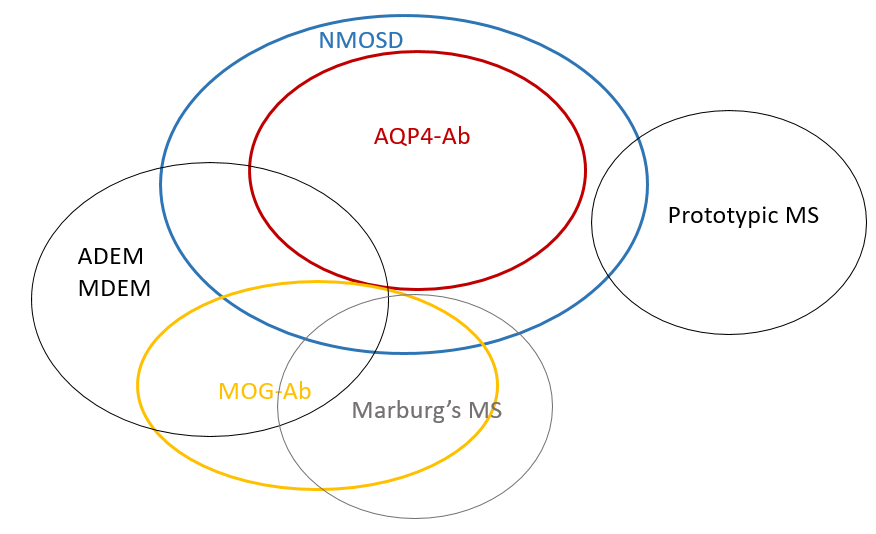 NMOSD
AQP4-Ab
Prototypic MS
ADEM
MDEM
MOG-Ab
Marburg’s MS